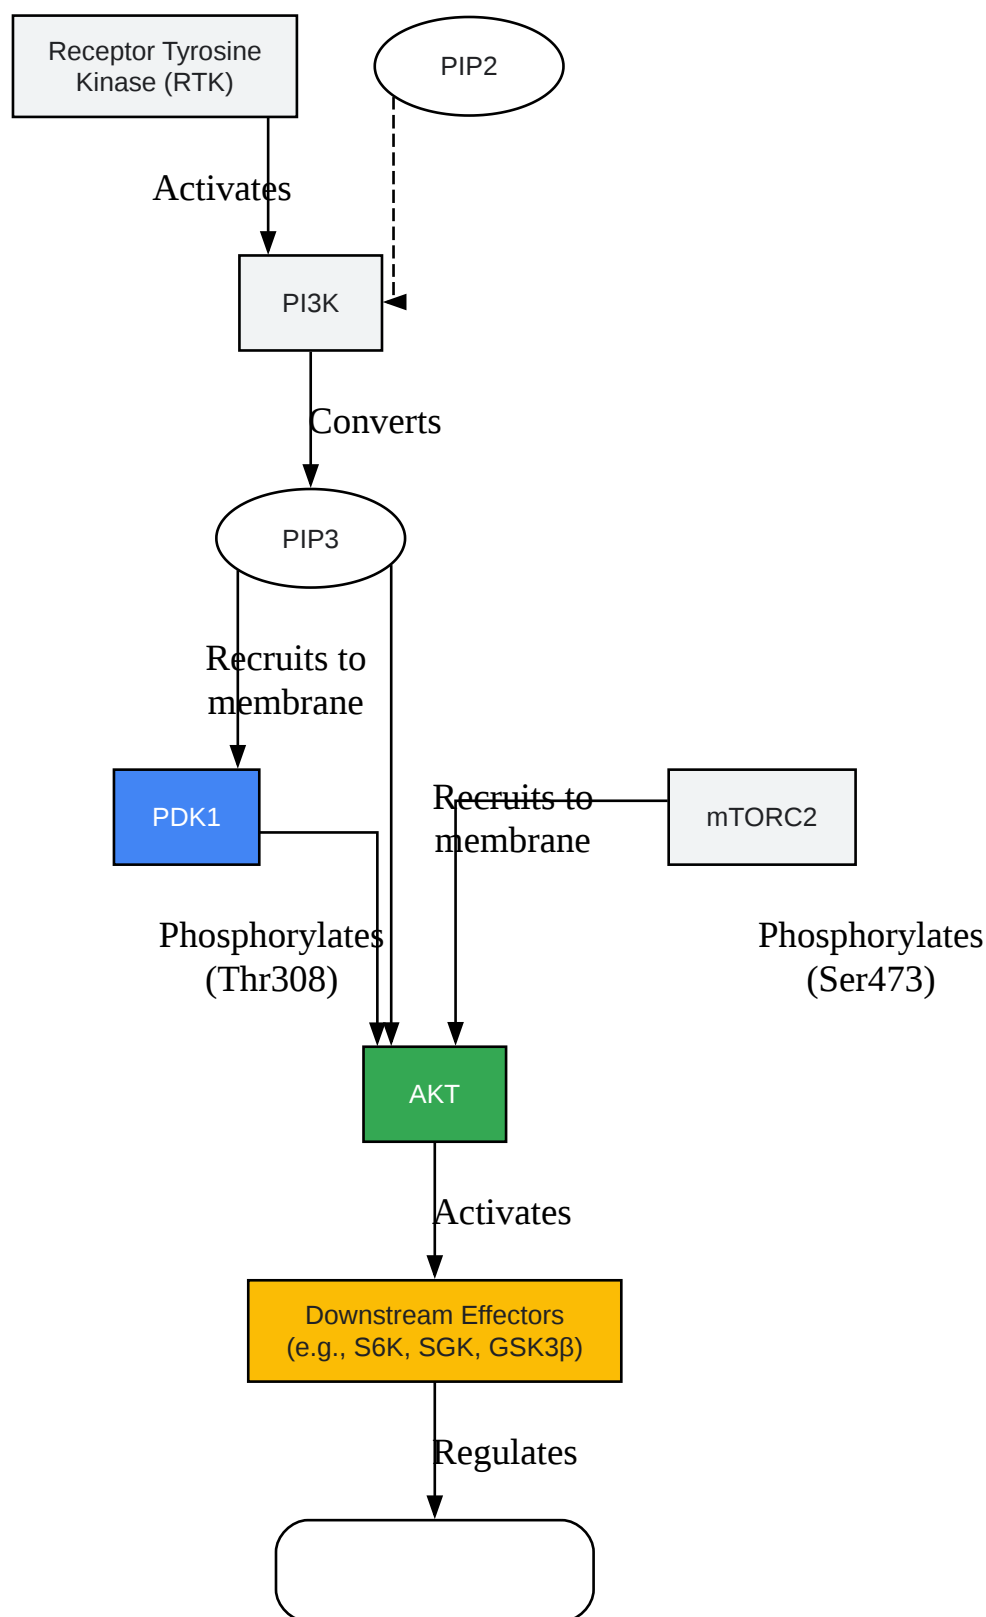 Receptor Tyrosine
Kinase (RTK)
PIP2
Activates
PI3K
Converts
PIP3
Recruits to
membrane
PDK1
Recruits to
membrane
mTORC2
Phosphorylates
(Thr308)
Phosphorylates
(Ser473)
AKT
Activates
Downstream Effectors
(e.g., S6K, SGK, GSK3β)
Regulates